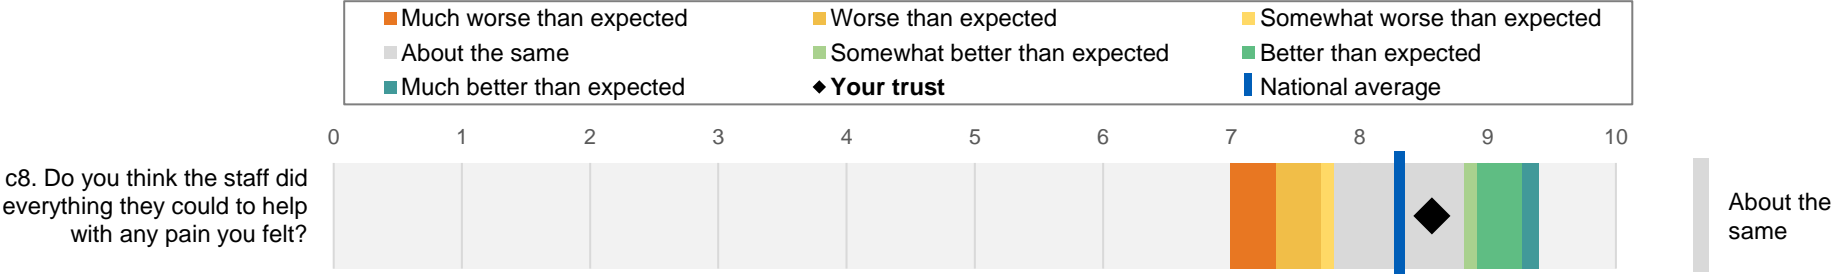 Much worse than expected
Worse than expected
Somewhat worse than expected
About the same
Somewhat better than expected
Better than expected
Much better than expected
Your trust
National average
0 1 2 3 4 5 6 7 8 9 10
c8. Do you think the staff did
everything they could to help
with any pain you felt?
About the
same